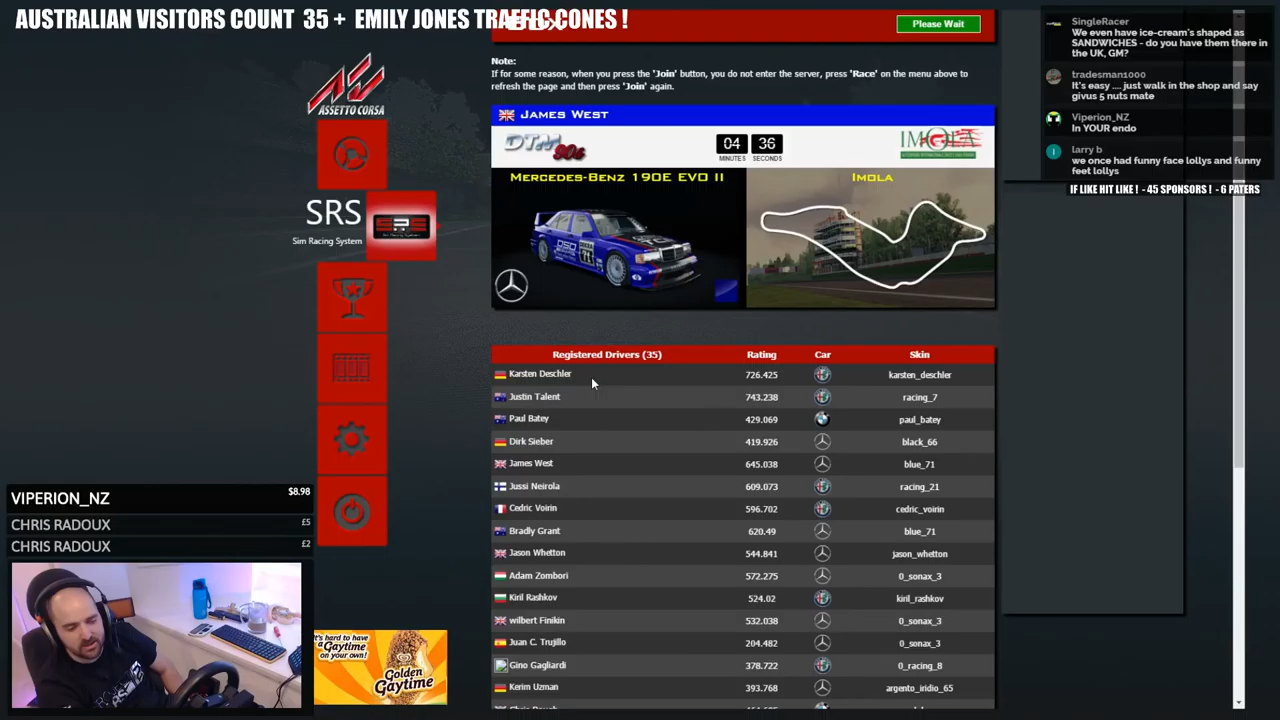 AUSTRALIAN VISITORS COUNT 35 + EMILY JONES TRAFFIC CONES !
Please Wait
Note:
If for some reason, when you press the 'Join' button, you do not enter the server, press 'Race' on the menu above to
refresh the page and then press 'Join' again.
ASSETTO CORSA
SRS
Sim Racing System
JAMES WEST
DTM 90s
04 36
MINUTES SECONDS
IMOLA
MERCEDES-BENZ 190E EVO II
IMOLA
Registered Drivers (35) Rating Car Skin
Karsten Deschler 726.425 karsten_deschler
Justin Talent 743.238 racing_7
Paul Batey 429.069 paul_batey
Dirk Sieber 419.926 black_66
James West 645.038 blue_71
Jussi Neirola 609.073 racing_21
Cedric Voirin 596.702 cedric_voirin
Bradly Grant 620.49 blue_71
Jason Whetton 544.841 jason_whetton
Adam Zombori 572.275 0_sonax_3
Kiril Rashkov 524.02 kiril_rashkov
wilbert Finikin 532.038 0_sonax_3
Juan C. Trujillo 204.482 0_sonax_3
Gino Gagliardi 378.722 0_racing_8
Kerim Uzman 393.768 argento_iridio_65
SingleRacer
We even have ice-cream's shaped as
SANDWICHES - do you have them there in
the UK, GM?
tradesman1000
It's easy .... just walk in the shop and say
givus 5 nuts mate
Viperion_NZ
In YOUR endo
larry b
we once had funny face lollys and funny
feet lollys
IF LIKE HIT LIKE ! - 45 SPONSORS ! - 6 PATERS
VIPERION_NZ $8.98
CHRIS RADOUX £5
CHRIS RADOUX £2
It's hard to have
a Gaytime
on your own!
Golden
Gaytime